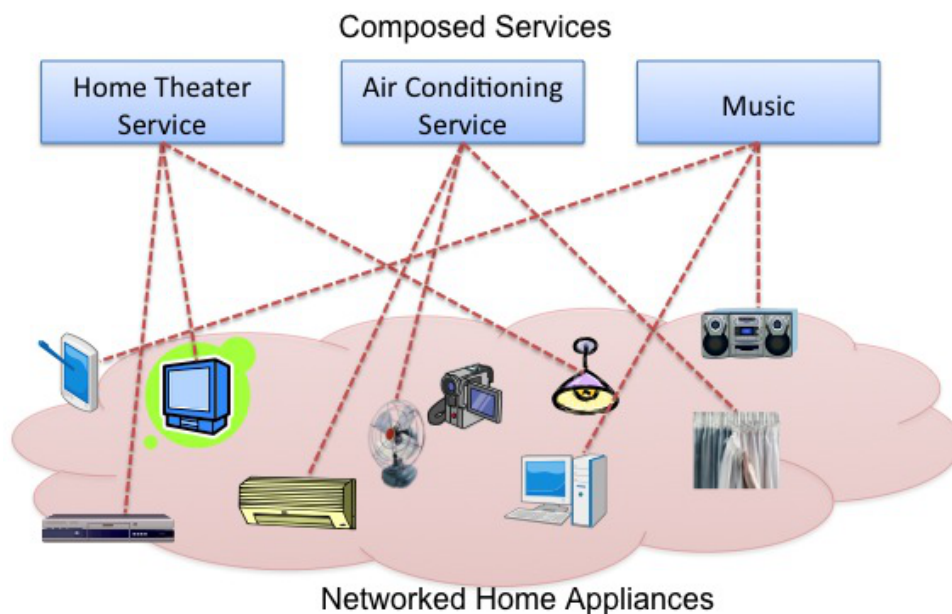 Composed Services
Home Theater
Service
Air Conditioning
Service
Music
Networked Home Appliances